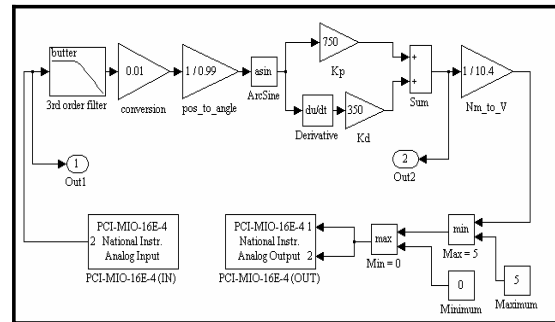 butter
3rd order filter
0.01
conversion
1 / 0.99
pos_to_angle
asin
ArcSine
750
Kp
du/dt
Derivative
350
Kd
+
+
Sum
1 / 10.4
Nm_to_V
1
Out1
2
Out2
PCI-MIO-16E-4
2 National Instr.
Analog Input
PCI-MIO-16E-4 (IN)
PCI-MIO-16E-4 1
National Instr.
Analog Output 2
PCI-MIO-16E-4 (OUT)
max
Min = 0
min
Max = 5
0
Minimum
5
Maximum